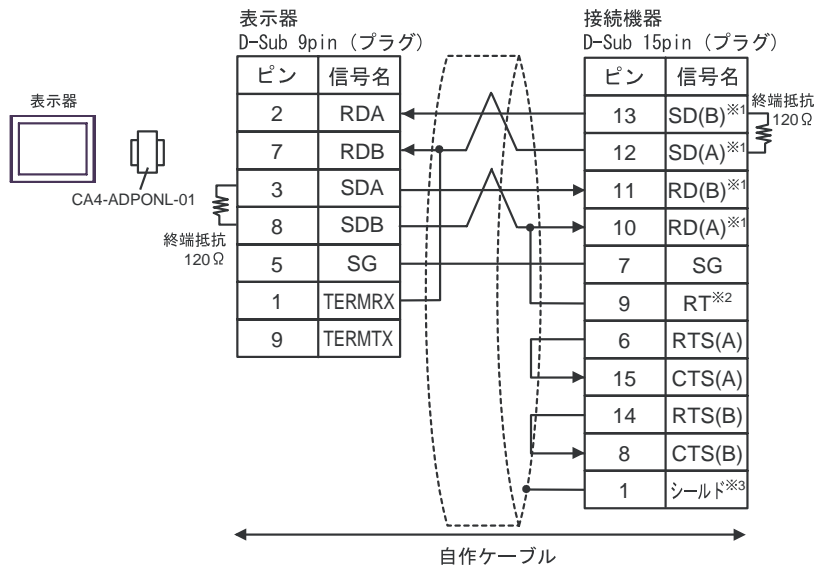 表示器
D-Sub 9pin (プラグ)
接続機器
D-Sub 15pin (プラグ)
表示器
CA4-ADPONL-01
終端抵抗
120Ω
ピン 信号名
2 RDA
7 RDB
3 SDA
8 SDB
5 SG
1 TERMRX
9 TERMTX
ピン 信号名
13 SD(B)※1
12 SD(A)※1
11 RD(B)※1
10 RD(A)※1
7 SG
9 RT※2
6 RTS(A)
15 CTS(A)
14 RTS(B)
8 CTS(B)
1 シールド※3
終端抵抗
120Ω
自作ケーブル